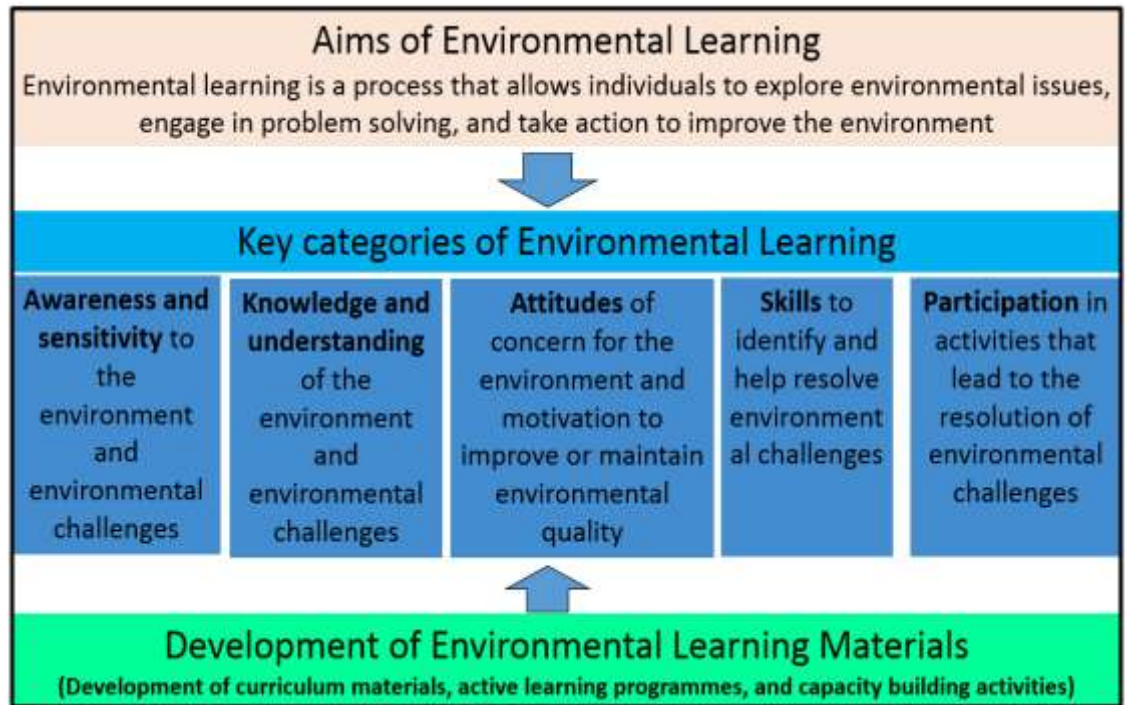 Aims of Environmental Learning
Environmental learning is a process that allows individuals to explore environmental issues,
engage in problem solving, and take action to improve the environment
Key categories of Environmental Learning
Awareness and
sensitivity to
the
environment
and
environmental
challenges
Knowledge and
understanding
of the
environment
and
environmental
challenges
Attitudes of
concern for the
environment and
motivation to
improve or maintain
environmental
quality
Skills to
identify and
help resolve
environment
al challenges
Participation in
activities that
lead to the
resolution of
environmental
challenges
Development of Environmental Learning Materials
(Development of curriculum materials, active learning programmes, and capacity building activities)